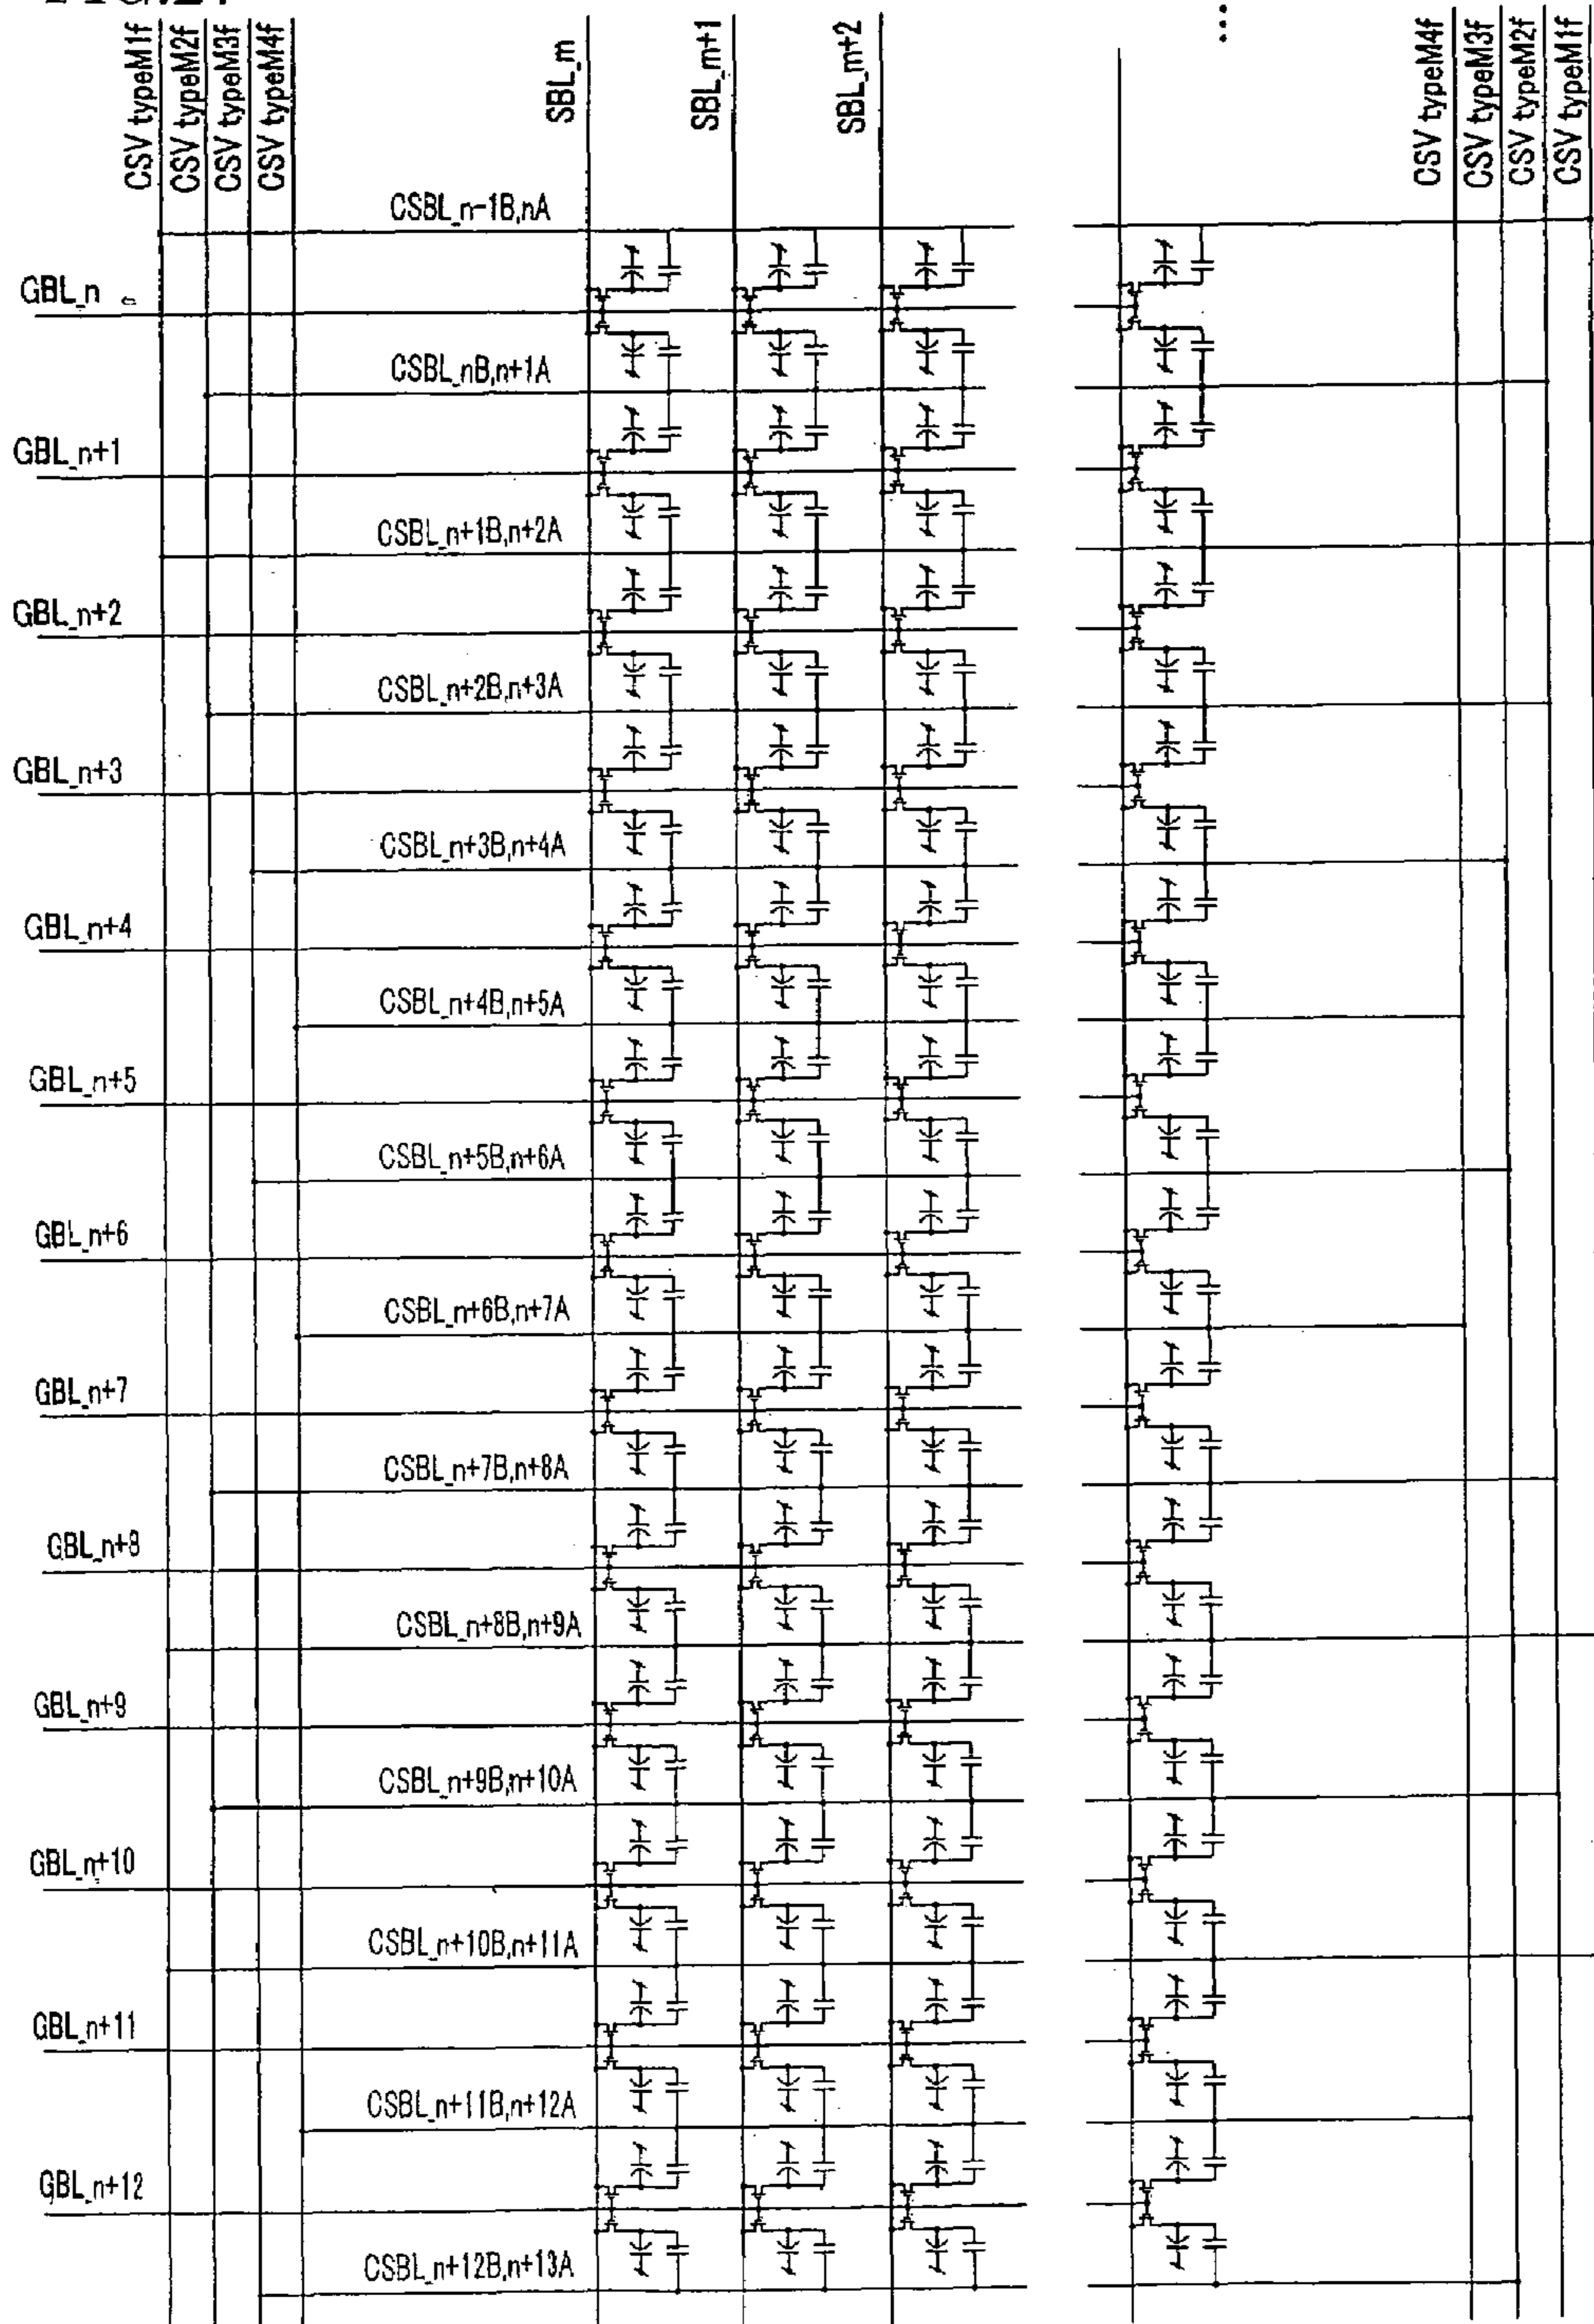 CSV typeM1f
CSV typeM2f
CSV typeM3f
CSV typeM4f
SBL_m
SBL_m+1
SBL_m+2
...
CSV typeM4f
CSV typeM3f
CSV typeM2f
CSV typeM1f
CSBL_n-1B,nA
GBL_n
CSBL_nB,n+1A
GBL_n+1
CSBL_n+1B,n+2A
GBL_n+2
CSBL_n+2B,n+3A
GBL_n+3
CSBL_n+3B,n+4A
GBL_n+4
CSBL_n+4B,n+5A
GBL_n+5
CSBL_n+5B,n+6A
GBL_n+6
CSBL_n+6B,n+7A
GBL_n+7
CSBL_n+7B,n+8A
GBL_n+8
CSBL_n+8B,n+9A
GBL_n+9
CSBL_n+9B,n+10A
GBL_n+10
CSBL_n+10B,n+11A
GBL_n+11
CSBL_n+11B,n+12A
GBL_n+12
CSBL_n+12B,n+13A